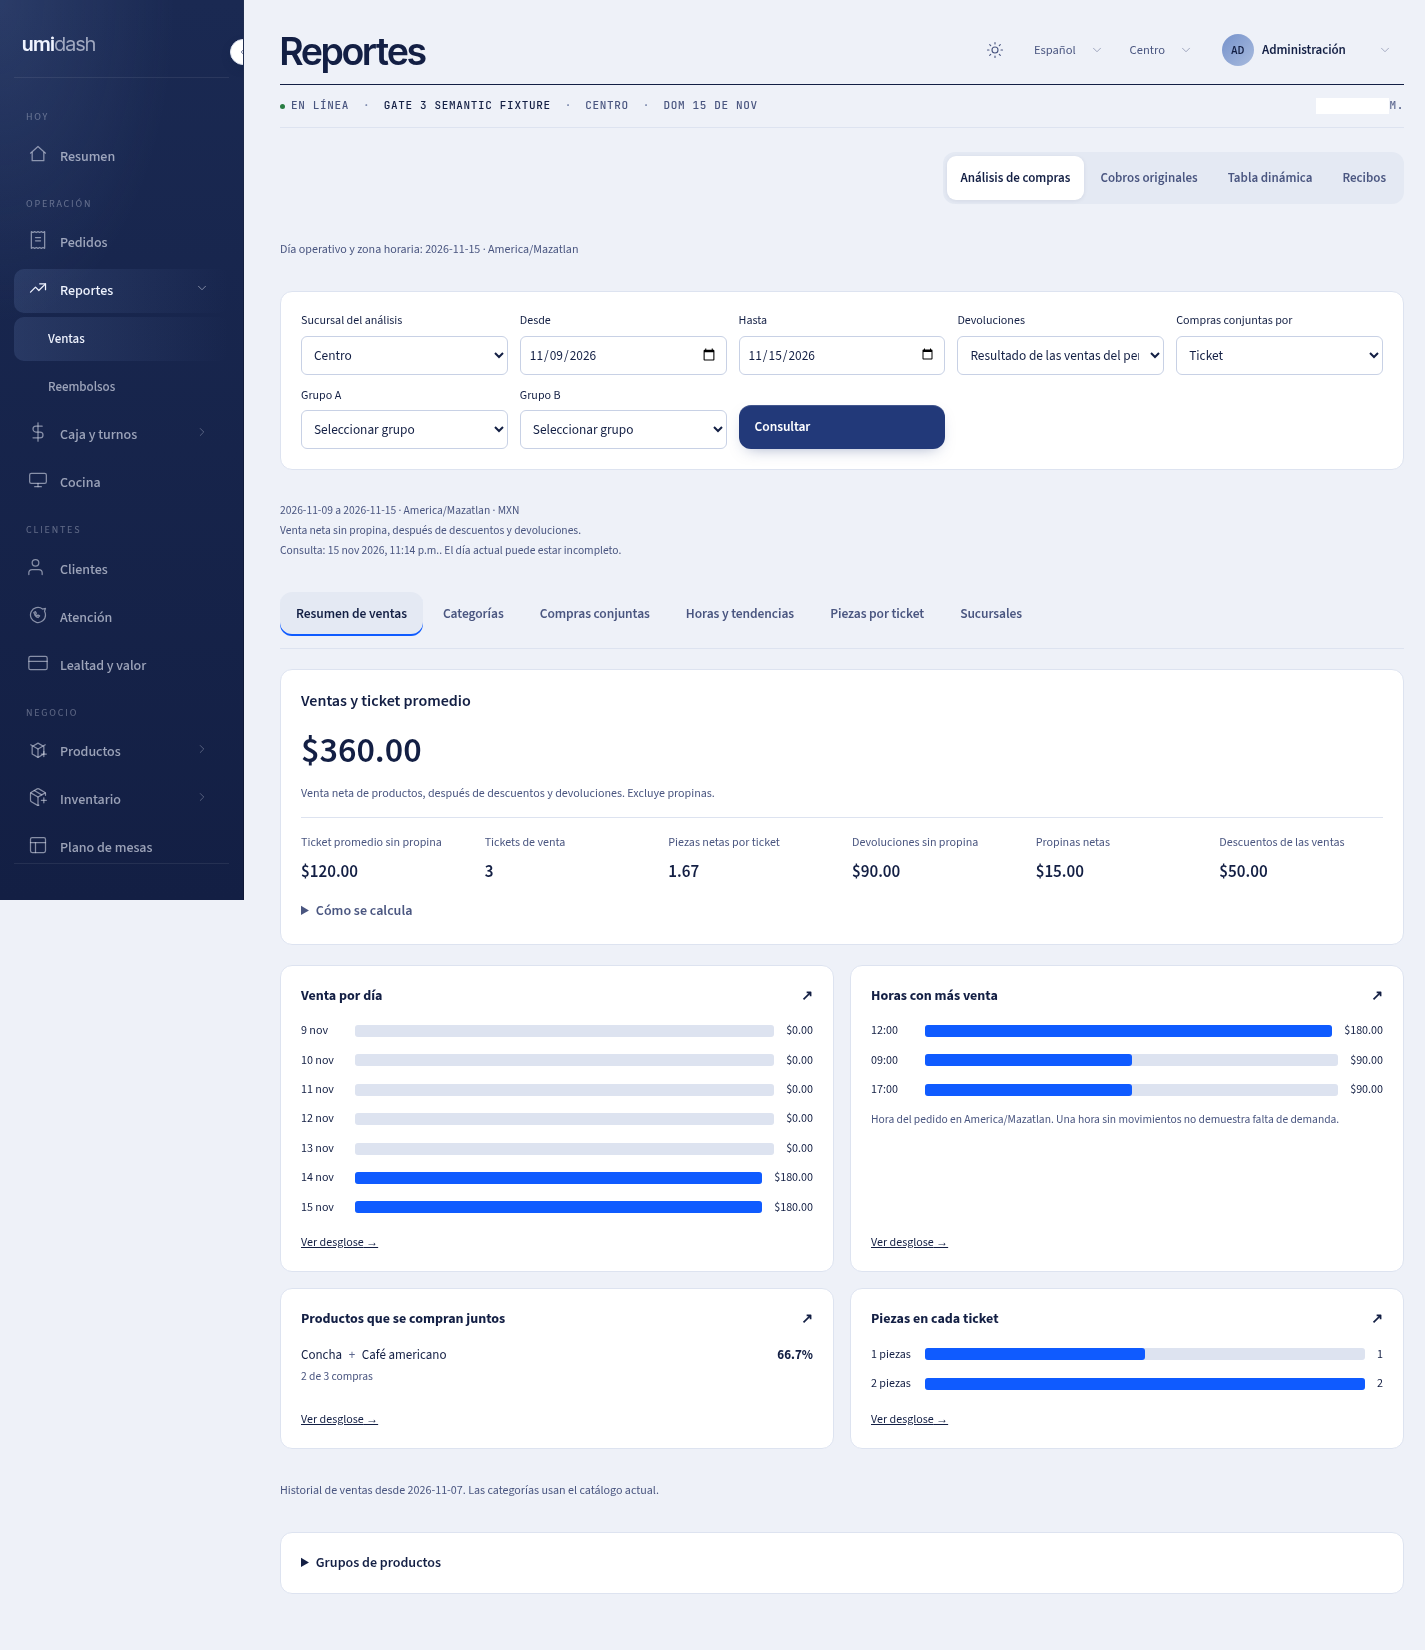 umidash
HOY
Resumen
OPERACIÓN
Pedidos
Reportes
Ventas
Reembolsos
Caja y turnos
Cocina
CLIENTES
Clientes
Atención
Lealtad y valor
NEGOCIO
Productos
Inventario
Plano de mesas
Reportes
Español
Centro
AD Administración
EN LÍNEA · GATE 3 SEMANTIC FIXTURE · CENTRO · DOM 15 DE NOV
M.
Análisis de compras Cobros originales Tabla dinámica Recibos
Día operativo y zona horaria: 2026-11-15 · America/Mazatlan
Sucursal del análisis Desde Hasta Devoluciones Compras conjuntas por
Centro 11/09/2026 11/15/2026 Resultado de las ventas del per Ticket
Grupo A Grupo B
Seleccionar grupo Seleccionar grupo Consultar
2026-11-09 a 2026-11-15 · America/Mazatlan · MXN
Venta neta sin propina, después de descuentos y devoluciones.
Consulta: 15 nov 2026, 11:14 p.m.. El día actual puede estar incompleto.
Resumen de ventas Categorías Compras conjuntas Horas y tendencias Piezas por ticket Sucursales
Ventas y ticket promedio
$360.00
Venta neta de productos, después de descuentos y devoluciones. Excluye propinas.
Ticket promedio sin propina Tickets de venta Piezas netas por ticket Devoluciones sin propina Propinas netas Descuentos de las ventas
$120.00 3 1.67 $90.00 $15.00 $50.00
▶ Cómo se calcula
Venta por día ↗
9 nov $0.00
10 nov $0.00
11 nov $0.00
12 nov $0.00
13 nov $0.00
14 nov $180.00
15 nov $180.00
Ver desglose →
Horas con más venta ↗
12:00 $180.00
09:00 $90.00
17:00 $90.00
Hora del pedido en America/Mazatlan. Una hora sin movimientos no demuestra falta de demanda.
Ver desglose →
Productos que se compran juntos ↗
Concha + Café americano 66.7%
2 de 3 compras
Ver desglose →
Piezas en cada ticket ↗
1 piezas 1
2 piezas 2
Ver desglose →
Historial de ventas desde 2026-11-07. Las categorías usan el catálogo actual.
▶ Grupos de productos